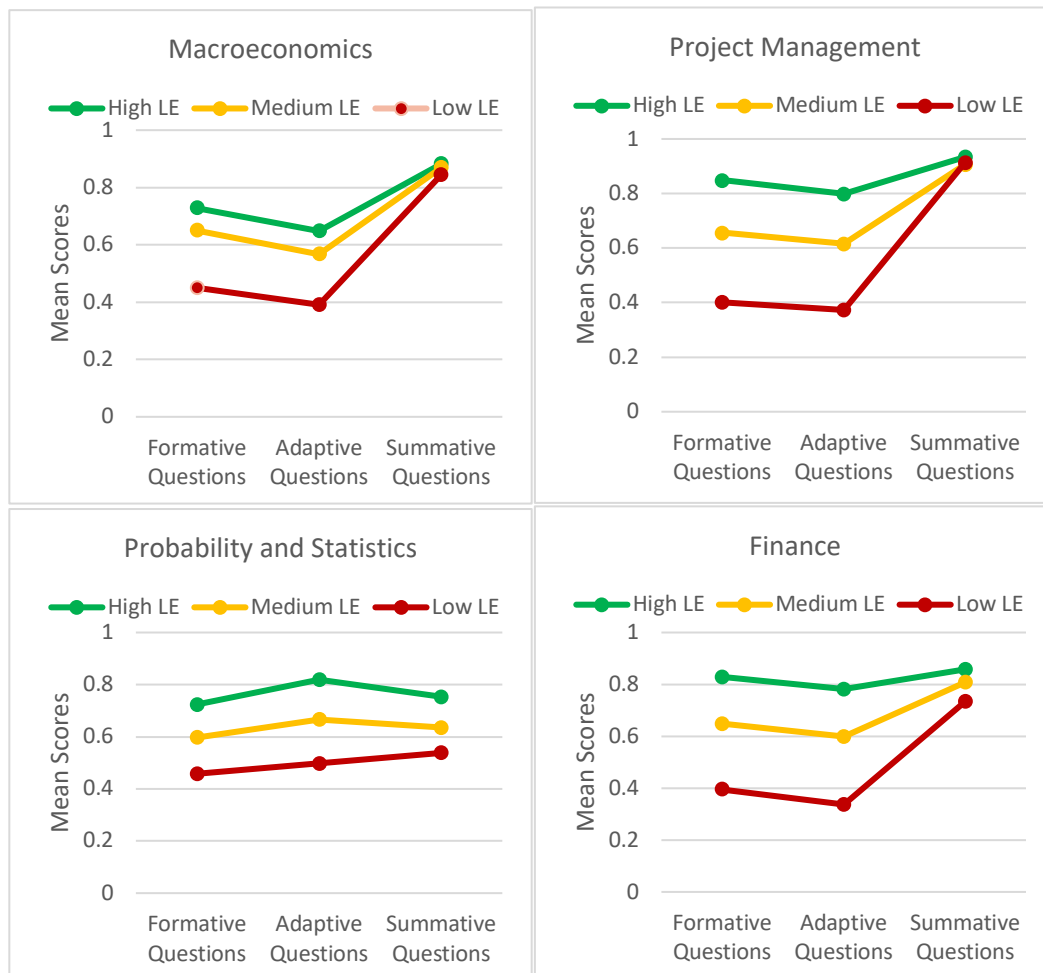 Macroeconomics
High LE Medium LE Low LE
1
0.8
0.6
0.4
0.2
0
Mean Scores
Formative Adaptive Summative
Questions Questions Questions
Project Management
High LE Medium LE Low LE
1
0.8
0.6
0.4
0.2
0
Mean Scores
Formative Adaptive Summative
Questions Questions Questions
Probability and Statistics
High LE Medium LE Low LE
1
0.8
0.6
0.4
0.2
0
Mean Scores
Formative Adaptive Summative
Questions Questions Questions
Finance
High LE Medium LE Low LE
1
0.8
0.6
0.4
0.2
0
Mean Scores
Formative Adaptive Summative
Questions Questions Questions